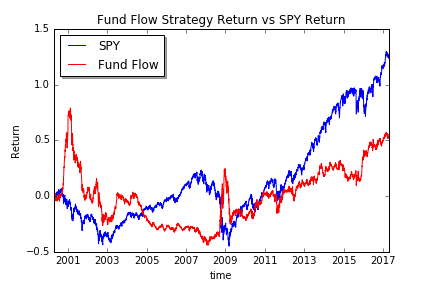 Fund Flow Strategy Return vs SPY Return
SPY
Fund Flow
Return
1.5
1.0
0.5
0.0
−0.5
2001 2003 2005 2007 2009 2011 2013 2015 2017
time